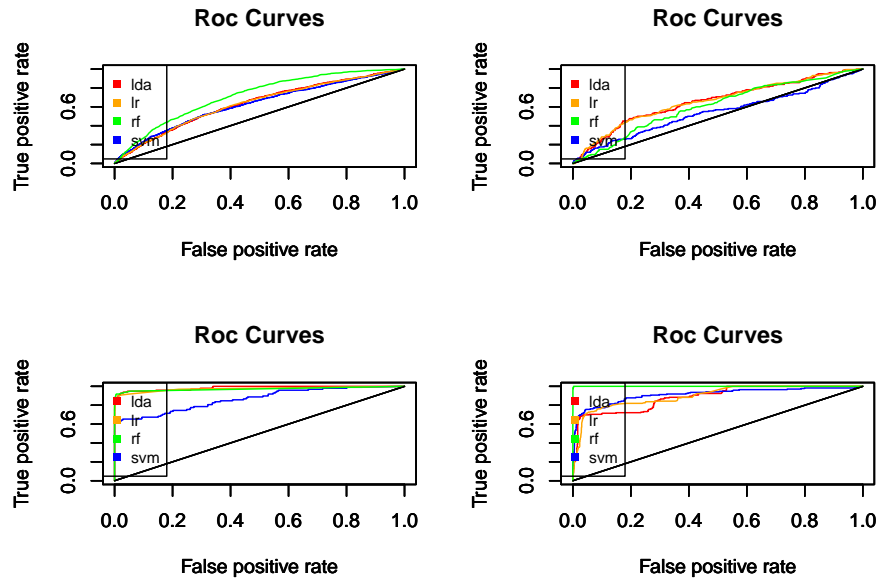 Roc Curves
True positive rate
0.0
0.6
lda
lr
rf
svm
0.0 0.2 0.4 0.6 0.8 1.0
False positive rate
Roc Curves
True positive rate
0.0
0.6
lda
lr
rf
svm
0.0 0.2 0.4 0.6 0.8 1.0
False positive rate
Roc Curves
True positive rate
0.0
0.6
lda
lr
rf
svm
0.0 0.2 0.4 0.6 0.8 1.0
False positive rate
Roc Curves
True positive rate
0.0
0.6
lda
lr
rf
svm
0.0 0.2 0.4 0.6 0.8 1.0
False positive rate